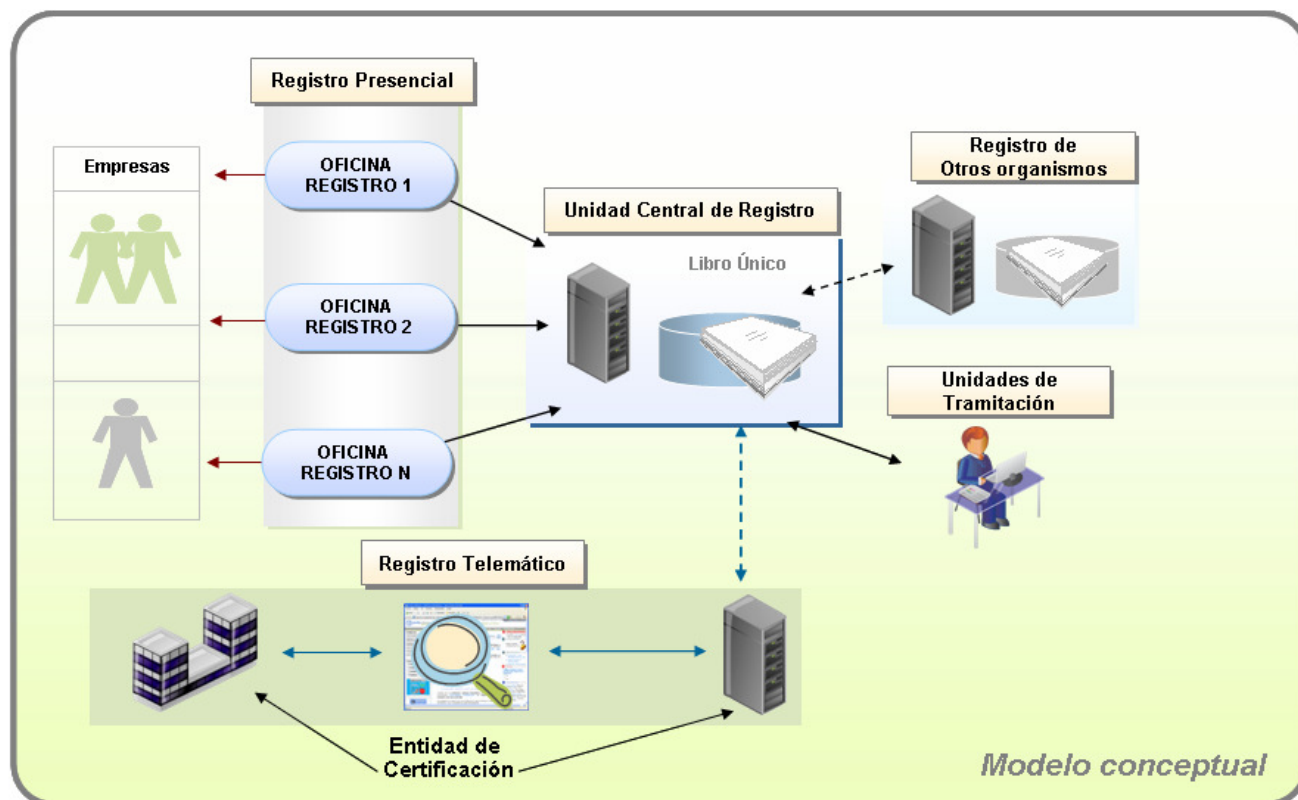 Registro Presencial
Empresas
OFICINA
REGISTRO 1
OFICINA
REGISTRO 2
OFICINA
REGISTRO N
Unidad Central de Registro
Libro Único
Registro de
Otros organismos
Unidades de
Tramitación
Registro Telemático
Entidad de
Certificación
Modelo conceptual